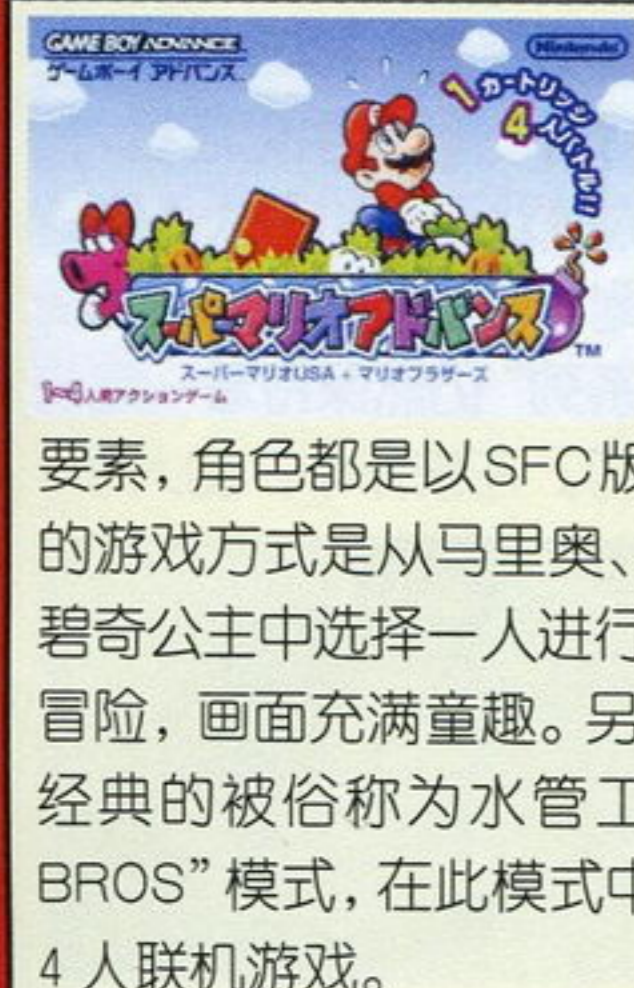 GAME BOY ADVANCE
ゲームボーイ アドバンス
Nintendo
1カートリッジ
4人バトル!!
スーパーマリオアドバンス
TM
スーパーマリオUSA + マリオブラザーズ
人用アクションゲーム
要素，角色都是以SFC版
的游戏方式是从马里奥、
碧奇公主中选择一人进行
冒险，画面充满童趣。另
经典的被俗称为水管工
BROS”模式，在此模式中
4 人联机游戏。